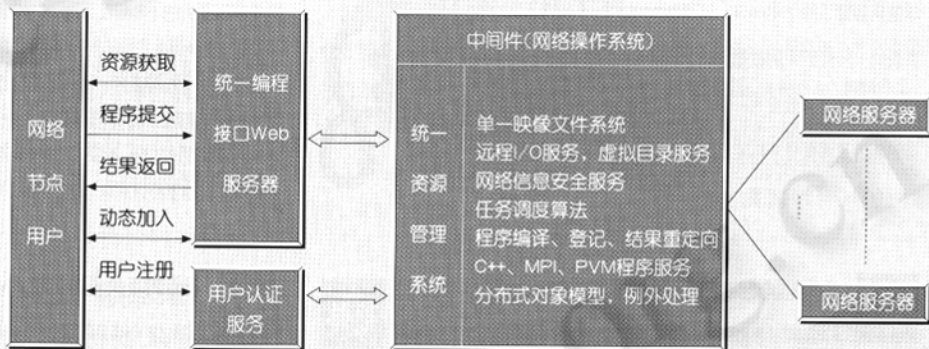 网络
节点
用户
资源获取
程序提交
结果返回
动态加入
用户注册
统一编程
接口Web
服务器
用户认证
服务
中间件(网络操作系统)
统一
资源
管理
系统
单一映像文件系统
远程I/O服务，虚拟目录服务
网络信息安全服务
任务调度算法
程序编译、登记、结果重定向
C++、MPI、PVM程序服务
分布式对象模型，例外处理
网络服务器
网络服务器